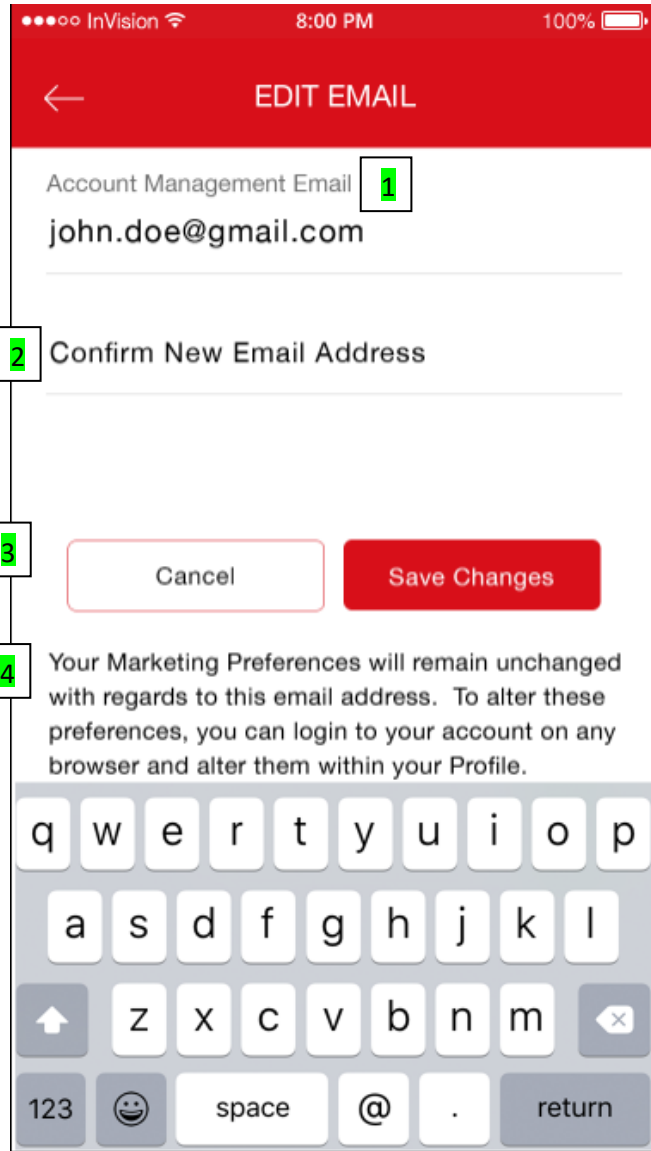 ●●●○○ InVision 8:00 PM 100%
← EDIT EMAIL
Account Management Email 1
john.doe@gmail.com
2 Confirm New Email Address
3 Cancel Save Changes
4 Your Marketing Preferences will remain unchanged
with regards to this email address.  To alter these
preferences, you can login to your account on any
browser and alter them within your Profile.
q w e r t y u i o p
a s d f g h j k l
z x c v b n m
123 space @ . return